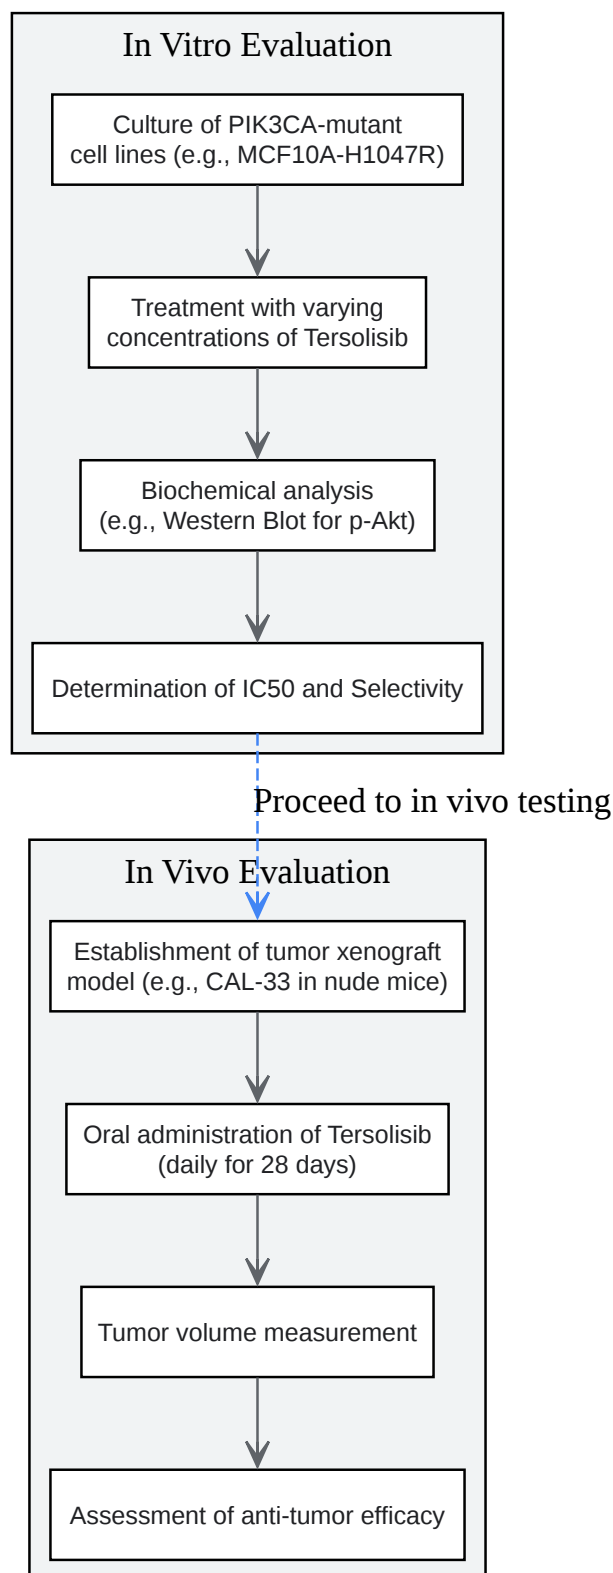 In Vitro Evaluation
Culture of PIK3CA-mutant
cell lines (e.g., MCF10A-H1047R)
Treatment with varying
concentrations of Tersolisib
Biochemical analysis
(e.g., Western Blot for p-Akt)
Determination of IC50 and Selectivity
Proceed to in vivo testing
In Vivo Evaluation
Establishment of tumor xenograft
model (e.g., CAL-33 in nude mice)
Oral administration of Tersolisib
(daily for 28 days)
Tumor volume measurement
Assessment of anti-tumor efficacy